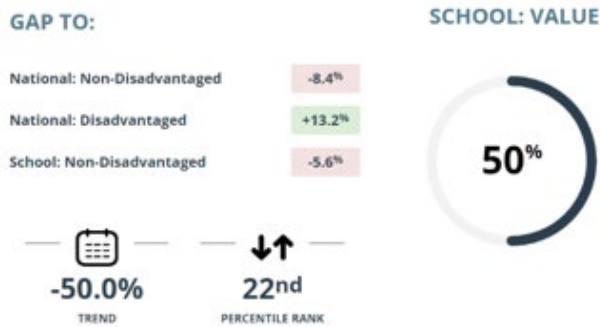 GAP TO:
National: Non-Disadvantaged -8.4%
National: Disadvantaged +13.2%
School: Non-Disadvantaged -5.6%
-50.0%
TREND
22nd
PERCENTILE RANK
SCHOOL: VALUE
50%